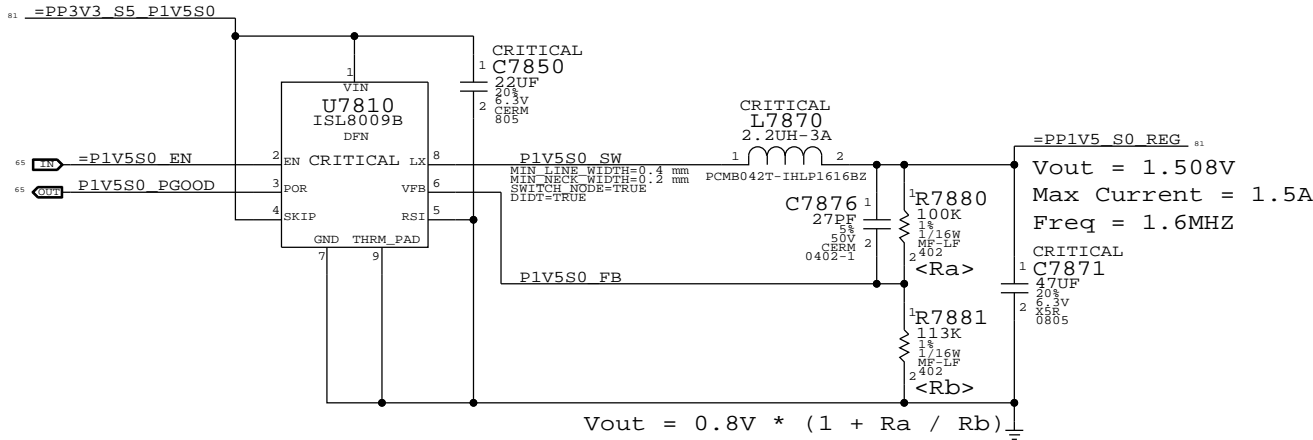 81 =PP3V3_S5_P1V5S0
CRITICAL
1 C7850
22UF
20%
6.3V
2 CERM
805
1
VIN
U7810
ISL8009B
DFN
CRITICAL
65 IN =P1V5S0_EN 2 EN
65 OUT P1V5S0_PGOOD 3 POR
4 SKIP
LX 8
VFB 6
RSI 5
GND THRM_PAD
7 9
P1V5S0_SW
MIN_LINE_WIDTH=0.4 mm
MIN_NECK_WIDTH=0.2 mm
SWITCH_NODE=TRUE
DIDT=TRUE
P1V5S0_FB
CRITICAL
L7870
2.2UH-3A
1 2
PCMB042T-IHLP1616BZ
C7876 1
27PF
5%
50V
CERM 2
0402-1
1 R7880
100K
1%
1/16W
MF-LF
2 402
<Ra>
1 R7881
113K
1%
1/16W
MF-LF
2 402
<Rb>
=PP1V5_S0_REG 81
Vout = 1.508V
Max Current = 1.5A
Freq = 1.6MHZ
CRITICAL
1 C7871
47UF
20%
6.3V
2 X5R
0805
Vout = 0.8V * (1 + Ra / Rb)